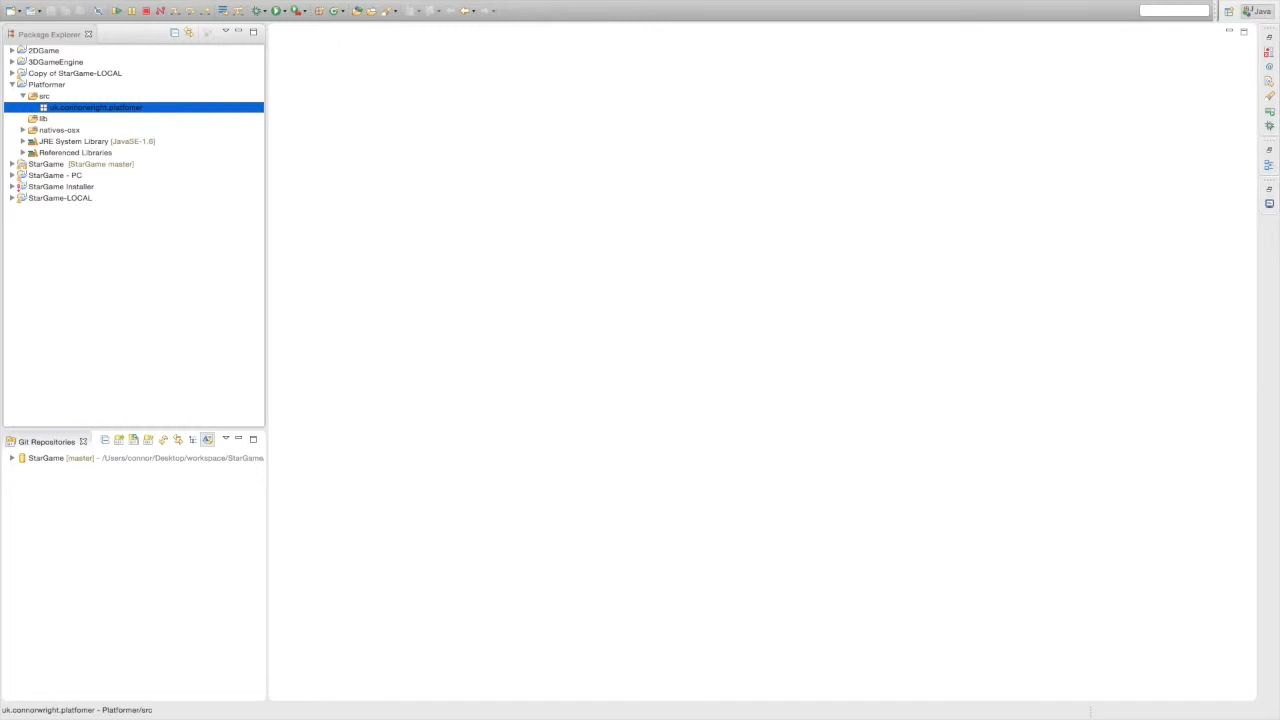 Java
Package Explorer
2DGame
3DGameEngine
Copy of StarGame-LOCAL
Platformer
src
uk.connorwright.platfomer
lib
natives-osx
JRE System Library [JavaSE-1.6]
Referenced Libraries
StarGame [StarGame master]
StarGame - PC
StarGame Installer
StarGame-LOCAL
Git Repositories
StarGame [master] - /Users/connor/Desktop/workspace/StarGame.
uk.connorwright.platfomer - Platformer/src